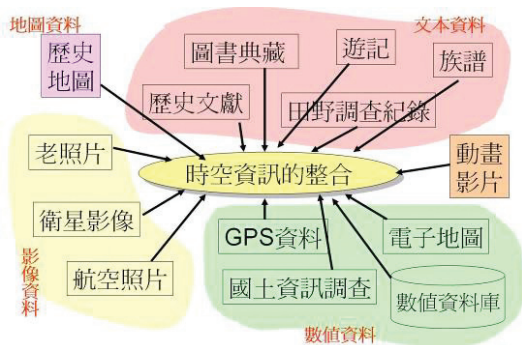 地圖資料
文本資料
歷史
地圖
圖書典藏
遊記
族譜
歷史文獻
田野調查紀錄
老照片
時空資訊的整合
動畫
影片
衛星影像
GPS資料
電子地圖
航空照片
國土資訊調查
數值資料庫
影像資料
數值資料